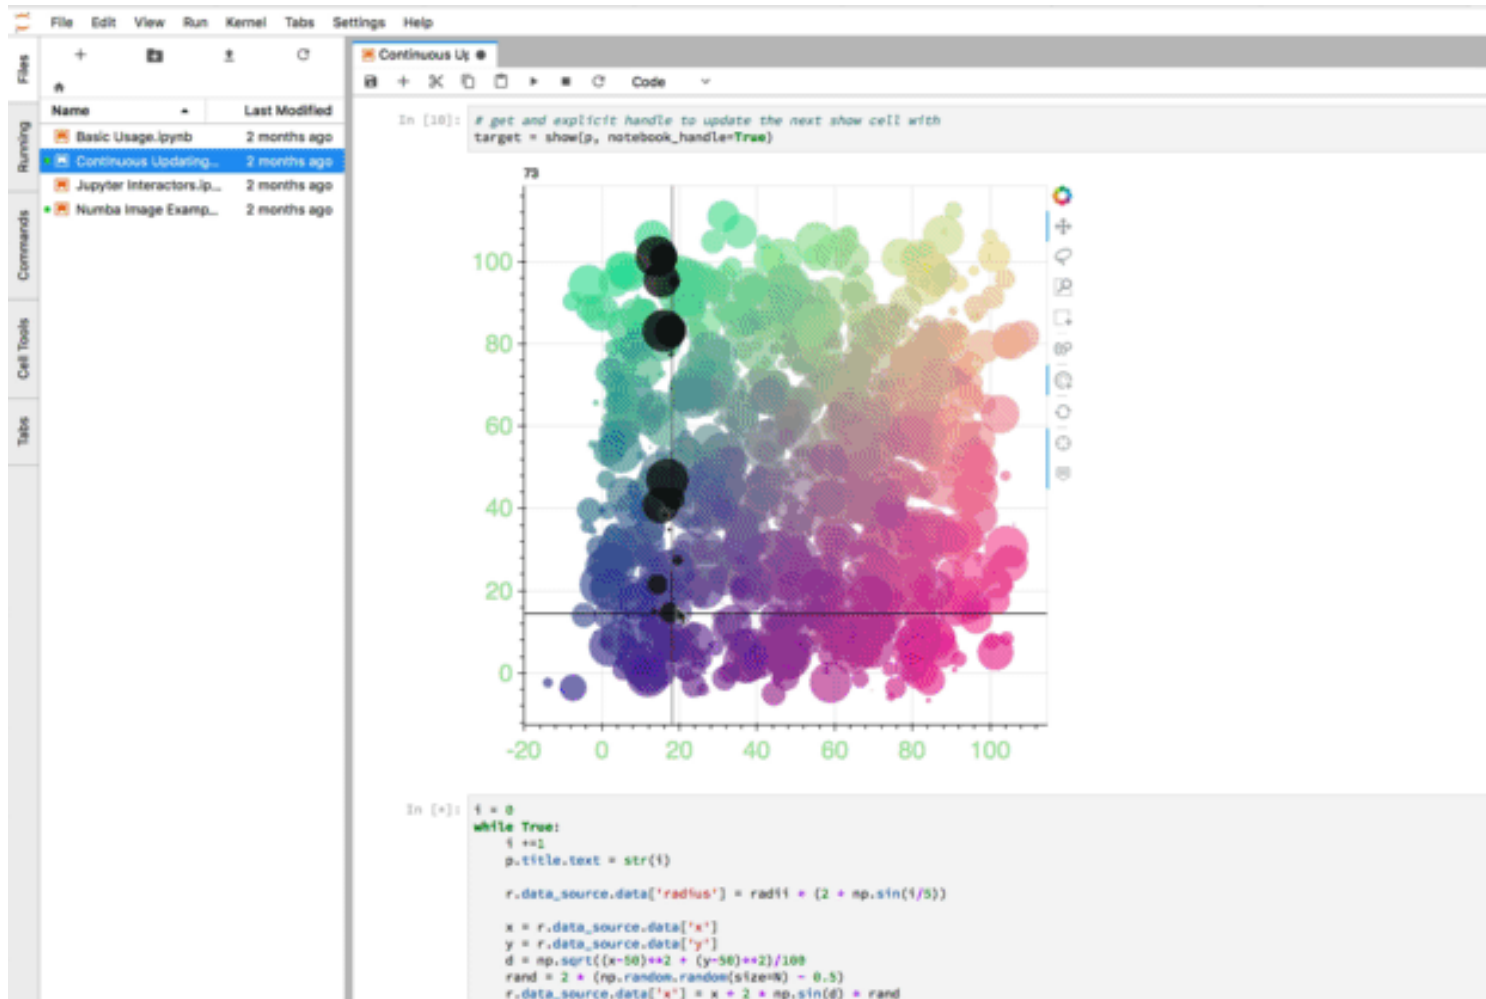 File Edit View Run Kernel Tabs Settings Help
Files
Running
Commands
Cell Tools
Tabs
Name Last Modified
Basic Usage.ipynb 2 months ago
Continuous Updating... 2 months ago
Jupyter Interactors.ip... 2 months ago
Numba Image Examp... 2 months ago
Continuous Up
Code
In [10]:
# get and explicit handle to update the next show cell with
target = show(p, notebook_handle=True)
73
100
80
60
40
20
0
-20 0 20 40 60 80 100
In [*]:
i = 0
while True:
i +=1
p.title.text = str(i)
r.data_source.data['radius'] = radii * (2 + np.sin(i/5))
x = r.data_source.data['x']
y = r.data_source.data['y']
d = np.sqrt((x-50)**2 + (y-50)**2)/100
rand = 2 * (np.random.random(size=N) - 0.5)
r.data_source.data['x'] = x + 2 * np.sin(d) * rand